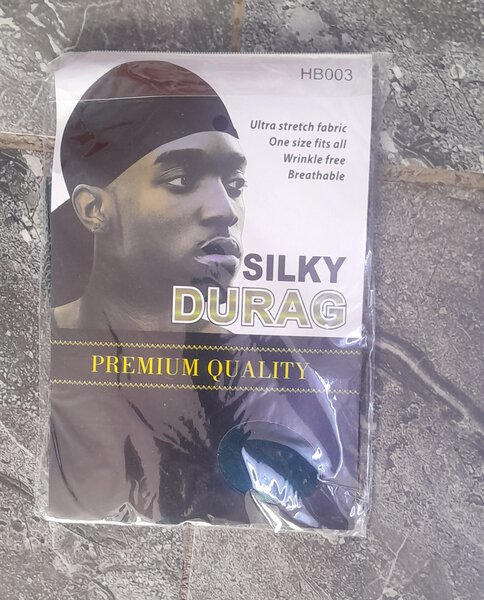 HB003
Ultra stretch fabric
One size fits all
Wrinkle free
Breathable
SILKY
DURAG
PREMIUM QUALITY